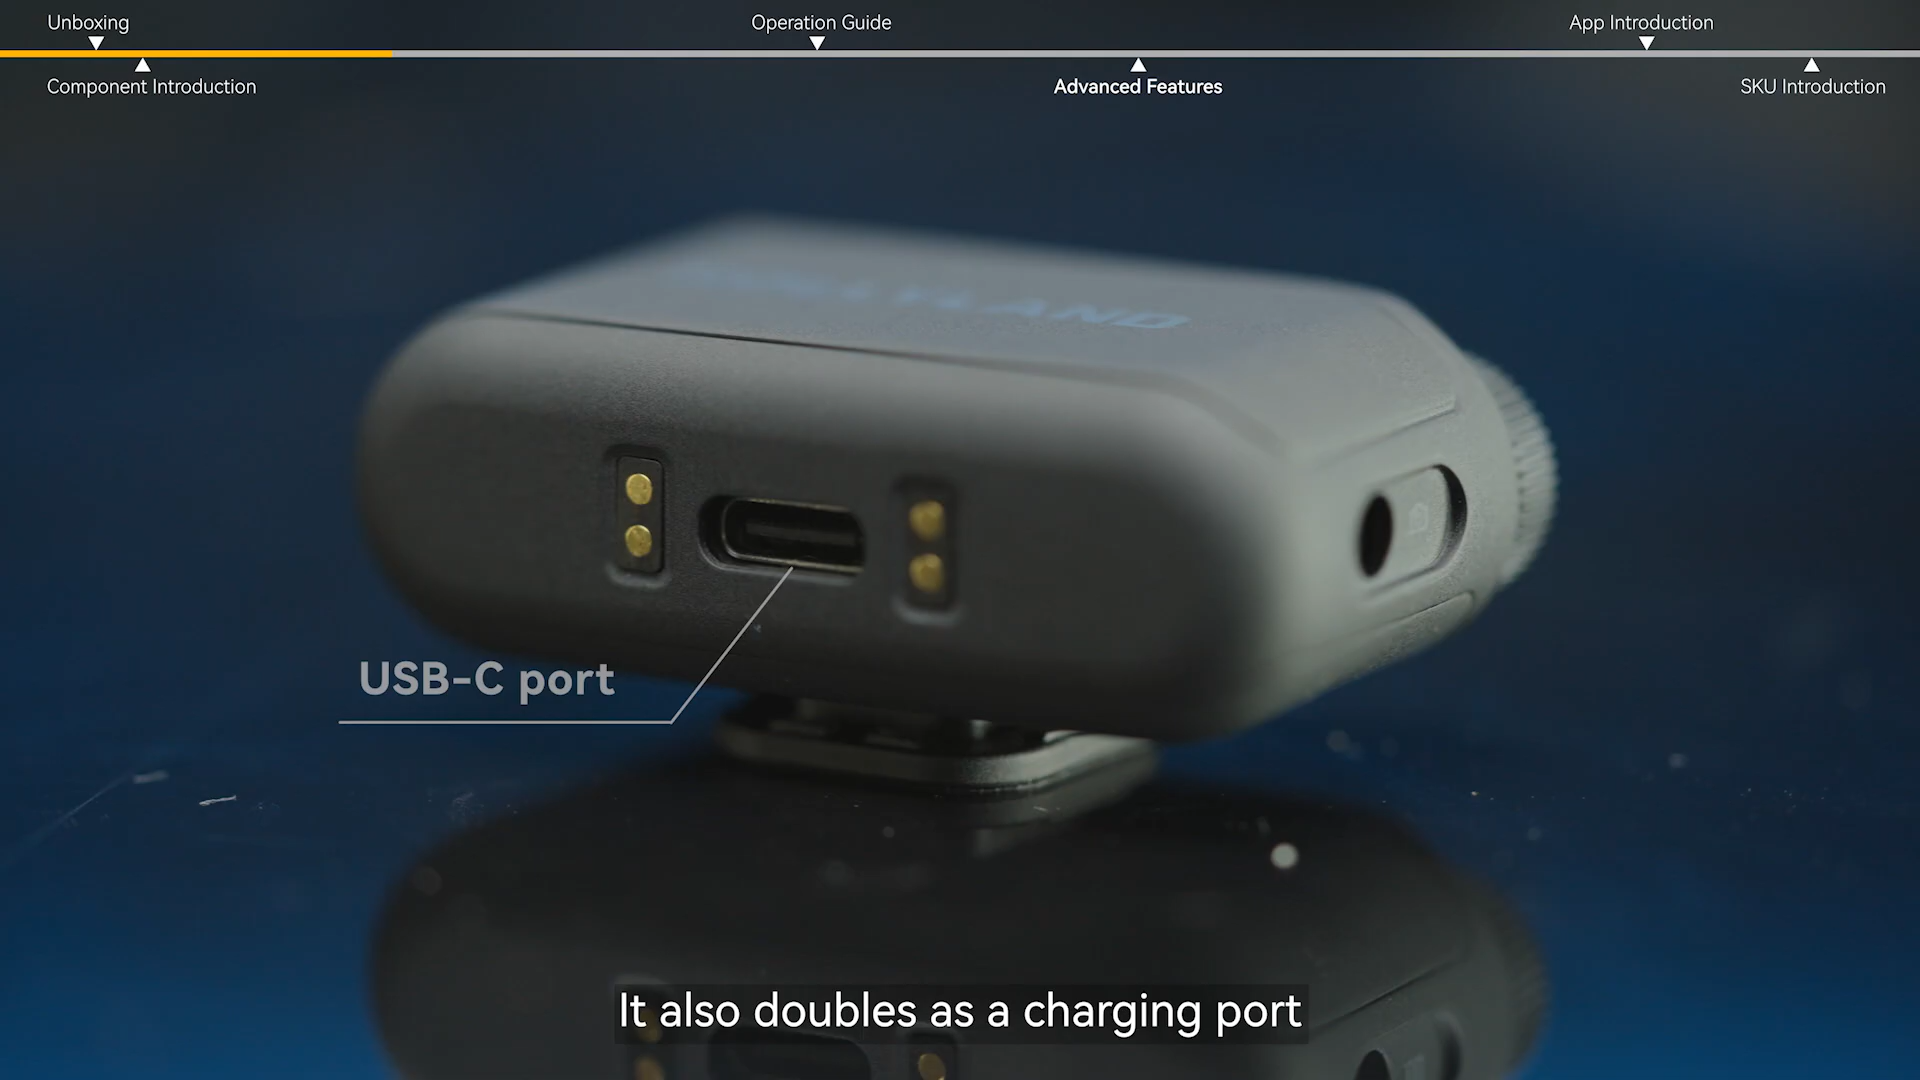 Unboxing
Operation Guide
App Introduction
Component Introduction
Advanced Features
SKU Introduction
USB-C port
It also doubles as a charging port